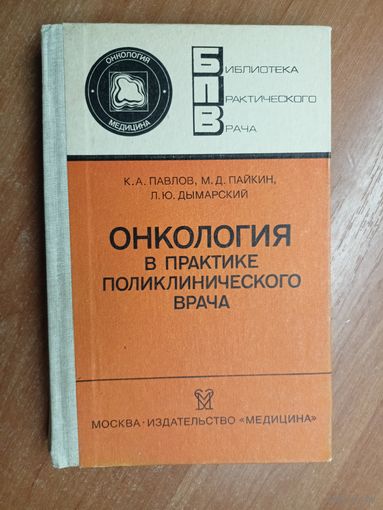 ОНКОЛОГИЯ
МЕДИЦИНА
БИБЛИОТЕКА
ПРАКТИЧЕСКОГО
ВРАЧА
К.А. ПАВЛОВ, М.Д. ПАЙКИН,
Л.Ю. ДЫМАРСКИЙ
ОНКОЛОГИЯ
В ПРАКТИКЕ
ПОЛИКЛИНИЧЕСКОГО
ВРАЧА
МОСКВА · ИЗДАТЕЛЬСТВО «МЕДИЦИНА»